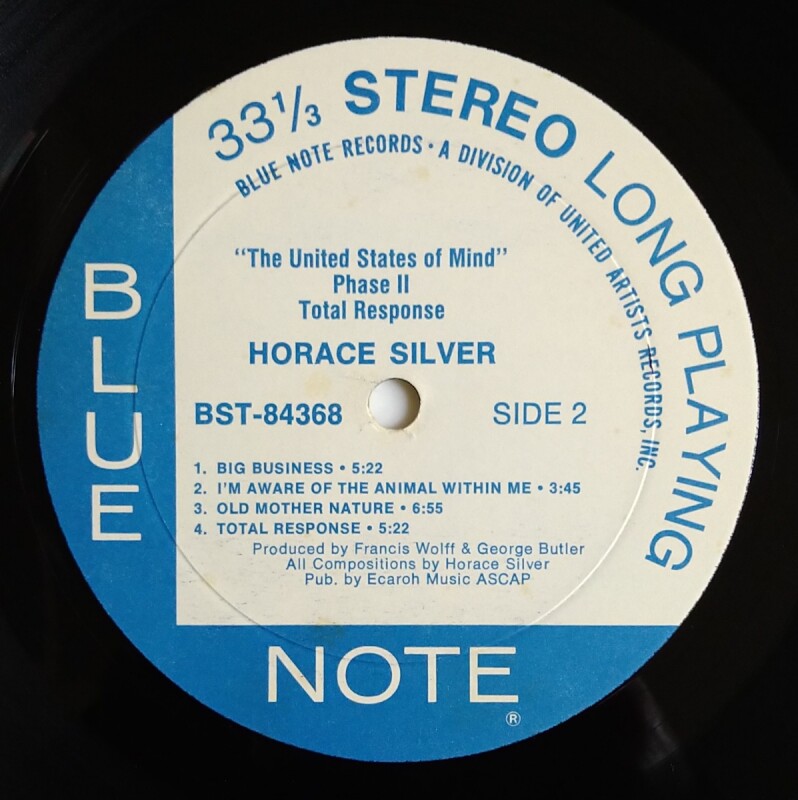 33⅓ STEREO LONG PLAYING
BLUE NOTE RECORDS • A DIVISION OF UNITED ARTISTS RECORDS, INC.
"The United States of Mind"
Phase II
Total Response
HORACE SILVER
BST-84368 SIDE 2
1. BIG BUSINESS • 5:22
2. I'M AWARE OF THE ANIMAL WITHIN ME • 3:45
3. OLD MOTHER NATURE • 6:55
4. TOTAL RESPONSE • 5:22
Produced by Francis Wolff & George Butler
All Compositions by Horace Silver
Pub. by Ecaroh Music ASCAP
BLUE
NOTE
®